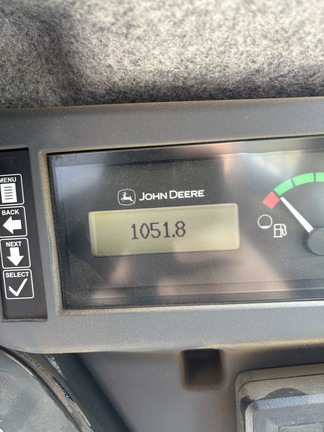 MENU
BACK
NEXT
SELECT
JOHN DEERE
1051.8